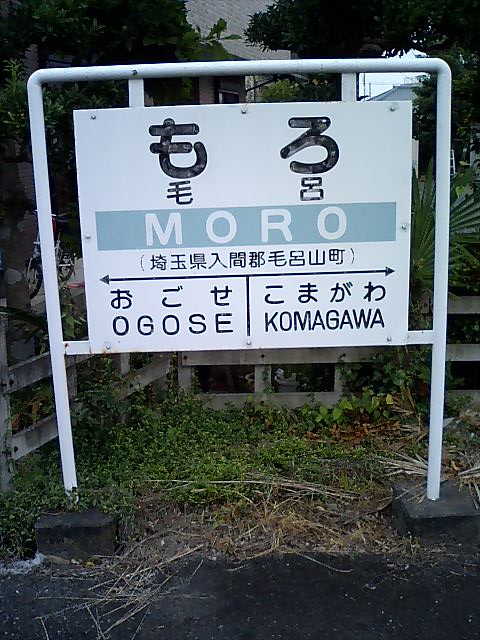 もろ
毛 呂
MORO
(埼玉県入間郡毛呂山町)
おごせ こまがわ
OGOSE KOMAGAWA